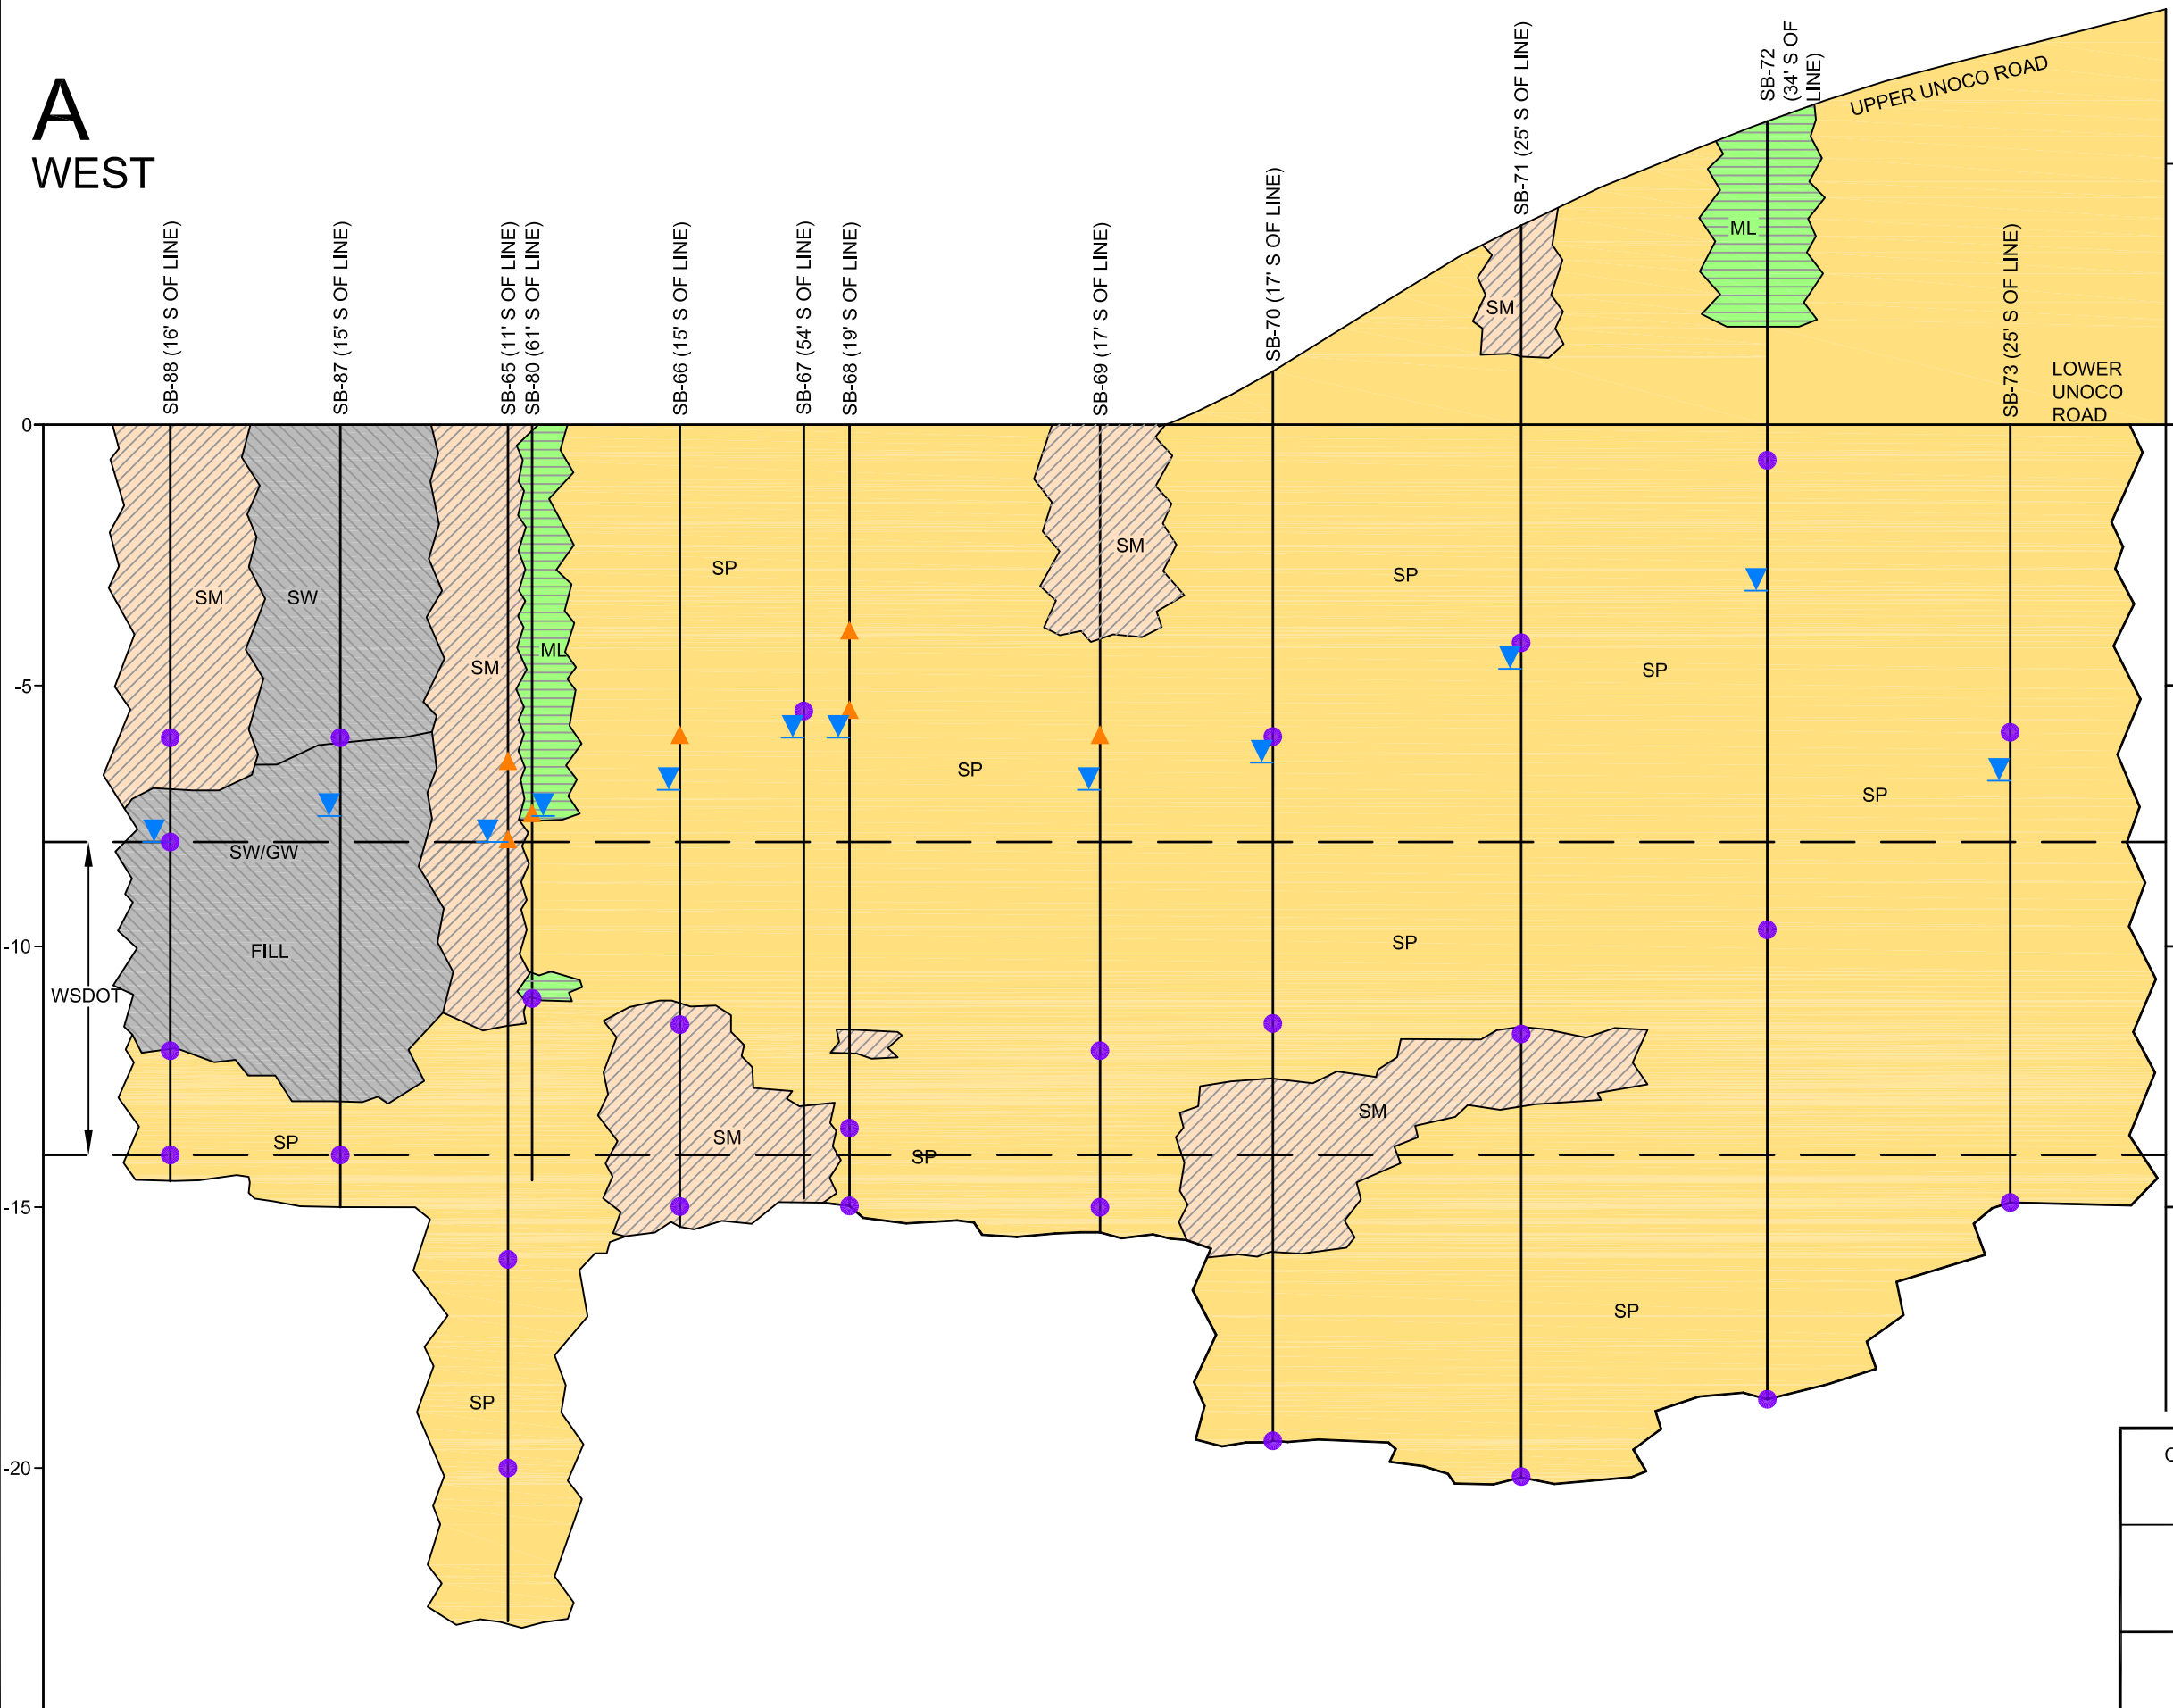 A
WEST
SB-88 (16' S OF LINE)
SB-87 (15' S OF LINE)
SB-65 (11' S OF LINE)
SB-80 (61' S OF LINE)
SB-66 (15' S OF LINE)
SB-67 (54' S OF LINE)
SB-68 (19' S OF LINE)
SB-69 (17' S OF LINE)
SB-70 (17' S OF LINE)
SB-71 (25' S OF LINE)
SB-72
(34' S OF
LINE)
SB-73 (25' S OF LINE)
UPPER UNOCO ROAD
LOWER
UNOCO
ROAD
ML
SM
0
-5
-10
-15
-20
SM
SW
SM
ML
SP
SM
SP
SP
SP
SP
SW/GW
FILL
SP
WSDOT
SM
SP
SM
SP
SP
SP